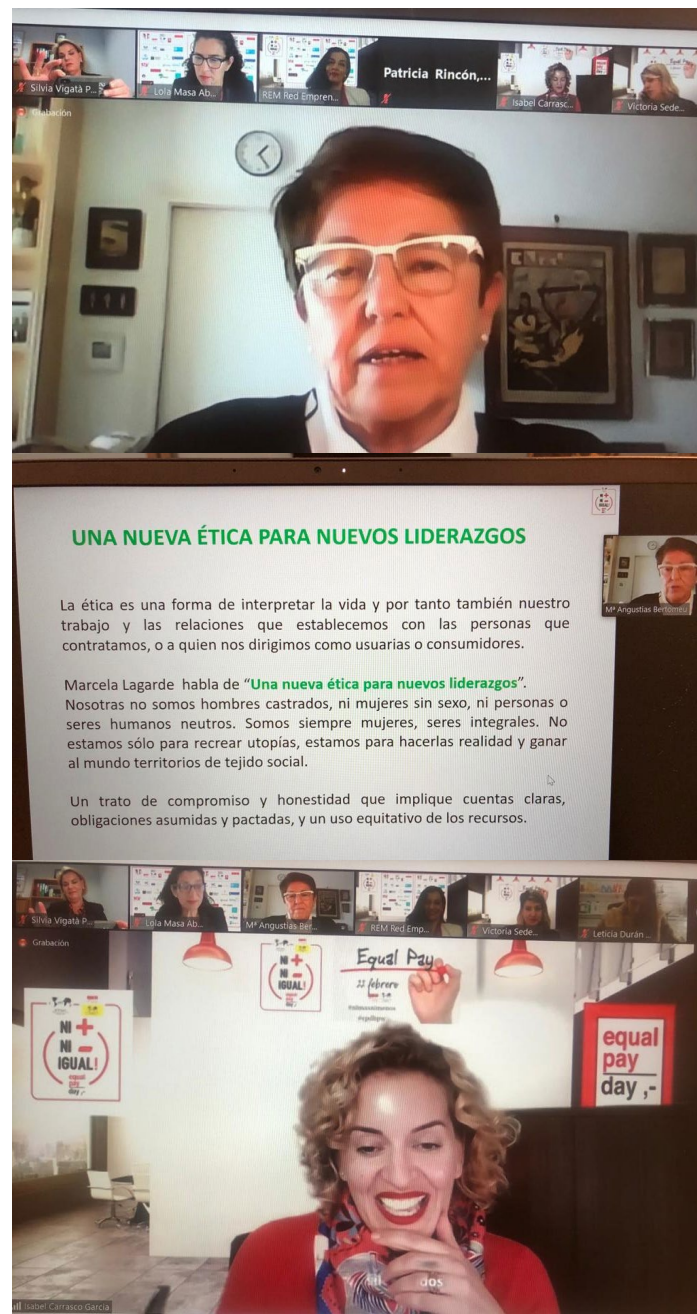 Silvia Vigatà P...
Lola Masa Ab...
REM Red Empren...
Patricia Rincón,...
Isabel Carrasc...
Victoria Sede...
Grabación
UNA NUEVA ÉTICA PARA NUEVOS LIDERAZGOS
La ética es una forma de interpretar la vida y por tanto también nuestro
trabajo y las relaciones que establecemos con las personas que
contratamos, o a quien nos dirigimos como usuarias o consumidores.
Marcela Lagarde habla de “Una nueva ética para nuevos liderazgos”.
Nosotras no somos hombres castrados, ni mujeres sin sexo, ni personas o
seres humanos neutros. Somos siempre mujeres, seres integrales. No
estamos sólo para recrear utopías, estamos para hacerlas realidad y ganar
al mundo territorios de tejido social.
Un trato de compromiso y honestidad que implique cuentas claras,
obligaciones asumidas y pactadas, y un uso equitativo de los recursos.
Mª Angustias Bertomeu
Silvia Vigatà P...
Lola Masa Ab...
Mª Angustias Ber...
REM Red Emp...
Victoria Sede...
Leticia Durán...
Grabación
NI +
NI -
IGUAL!
equal
pay
day ,-
NI +
NI -
IGUAL!
Equal Pay
22 febrero
equal
pay
day ,-
Isabel Carrasco García